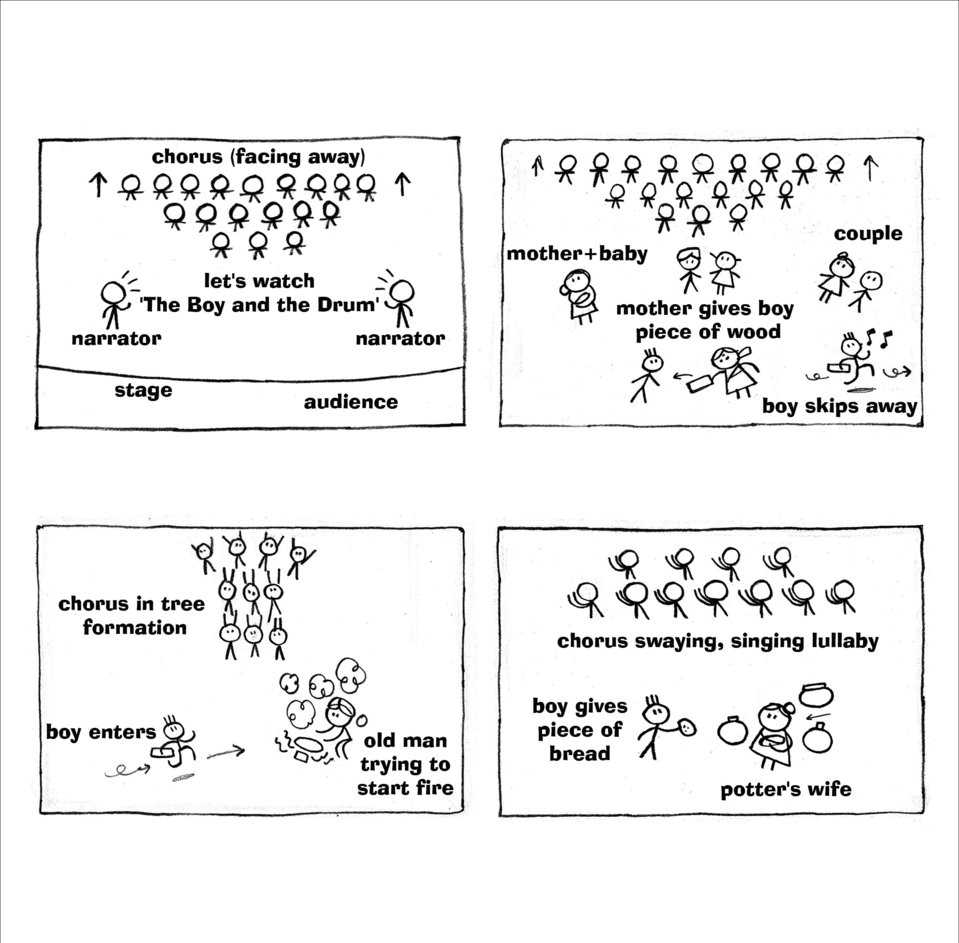 chorus (facing away)
let's watch
'The Boy and the Drum'
narrator
narrator
stage
audience
mother+baby
couple
mother gives boy
piece of wood
boy skips away
chorus in tree
formation
boy enters
old man
trying to
start fire
chorus swaying, singing lullaby
boy gives
piece of
bread
potter's wife